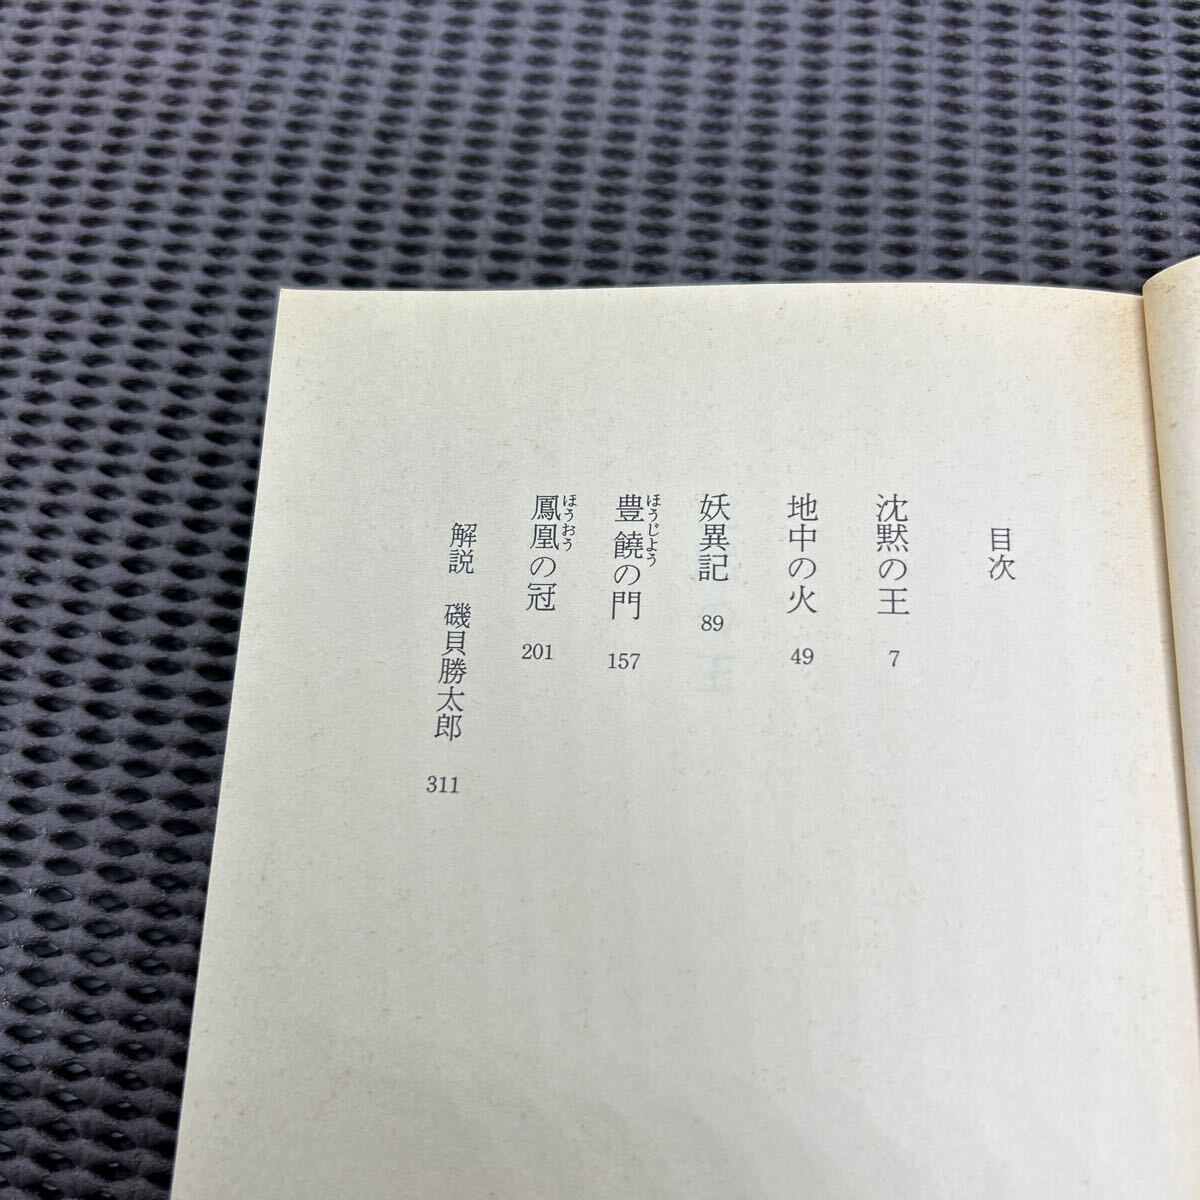 目次
沈黙の王 7
地中の火 49
妖異記 89
豊饒の門 157
ほうじよう
鳳凰の冠 201
ほうおう
解説 磯貝勝太郎 311